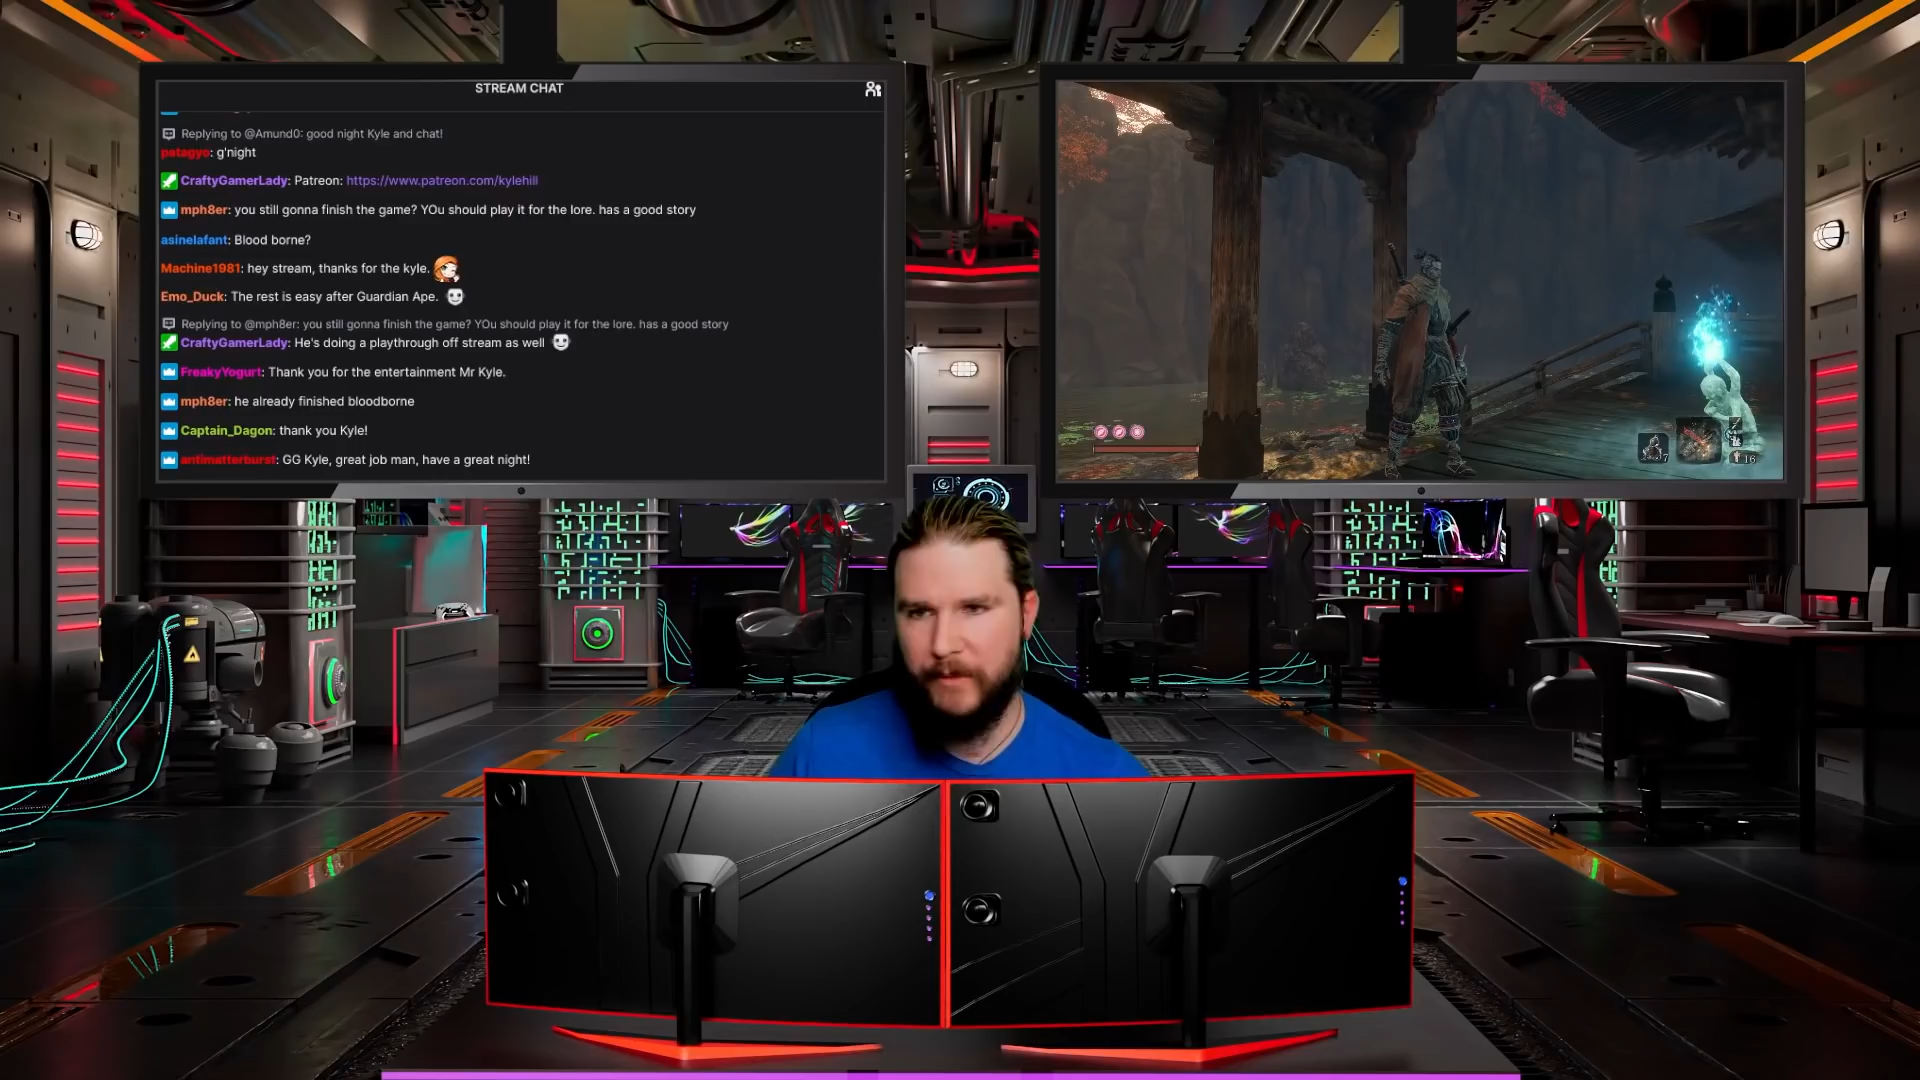 STREAM CHAT
Replying to @Amund0: good night Kyle and chat!
patagyo: g'night
CraftyGamerLady: Patreon: https://www.patreon.com/kylehill
mph8er: you still gonna finish the game? YOu should play it for the lore. has a good story
asinelafant: Blood borne?
Machine1981: hey stream, thanks for the kyle.
Emo_Duck: The rest is easy after Guardian Ape.
Replying to @mph8er: you still gonna finish the game? YOu should play it for the lore. has a good story
CraftyGamerLady: He's doing a playthrough off stream as well
FreakyYogurt: Thank you for the entertainment Mr Kyle.
mph8er: he already finished bloodborne
Captain_Dagon: thank you Kyle!
antimatterburst: GG Kyle, great job man, have a great night!
7
16